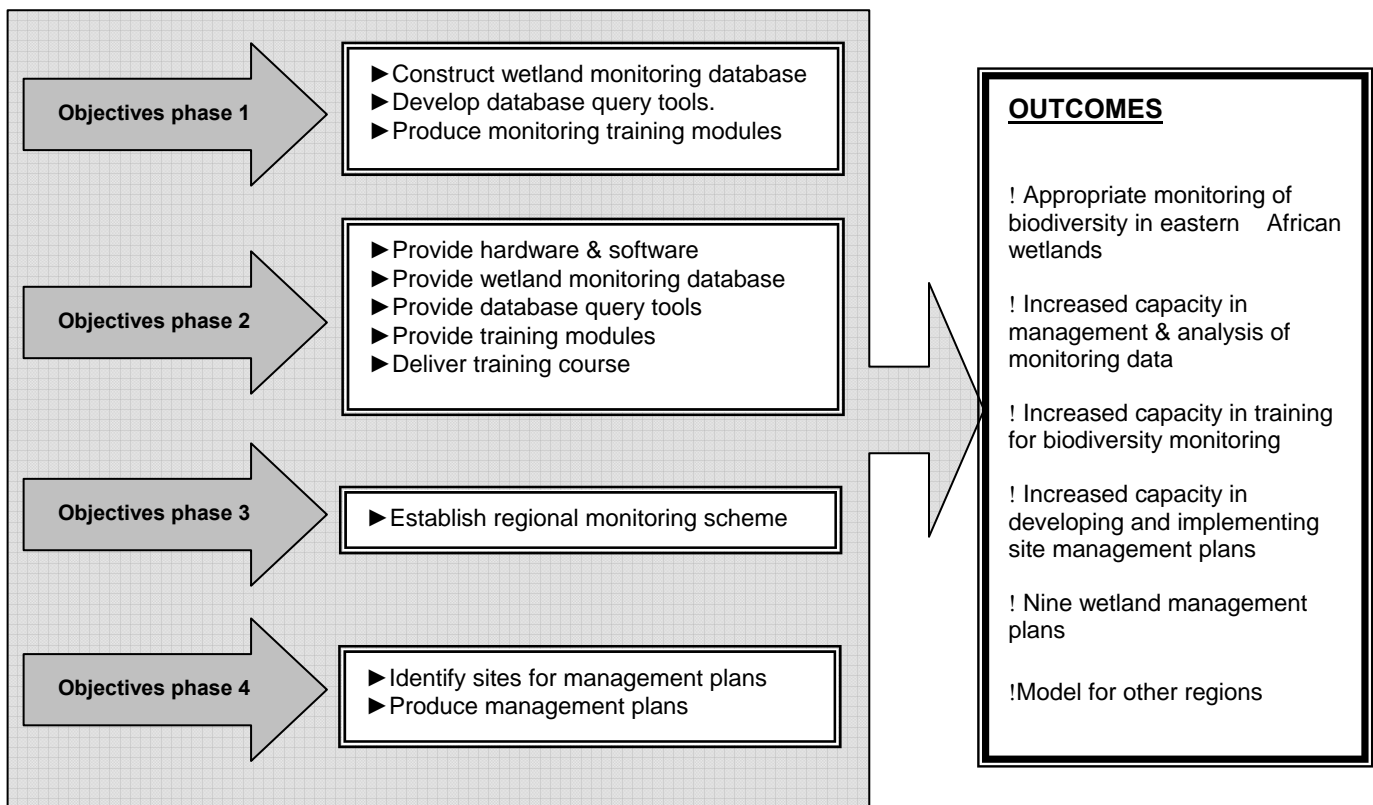 Objectives phase 1
►Construct wetland monitoring database
►Develop database query tools.
►Produce monitoring training modules
Objectives phase 2
►Provide hardware & software
►Provide wetland monitoring database
►Provide database query tools
►Provide training modules
►Deliver training course
Objectives phase 3
►Establish regional monitoring scheme
Objectives phase 4
►Identify sites for management plans
►Produce management plans
OUTCOMES
! Appropriate monitoring of
biodiversity in eastern African
wetlands
! Increased capacity in
management & analysis of
monitoring data
! Increased capacity in training
for biodiversity monitoring
! Increased capacity in
developing and implementing
site management plans
! Nine wetland management
plans
!Model for other regions